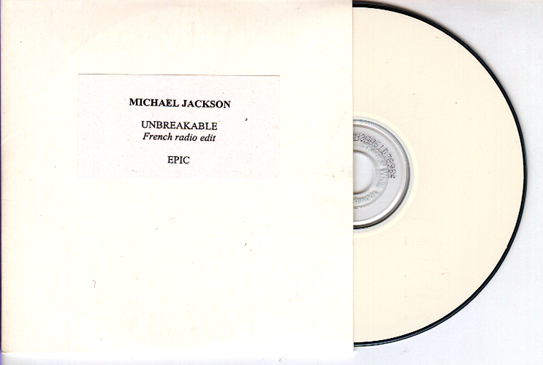 MICHAEL JACKSON
UNBREAKABLE
French radio edit
EPIC